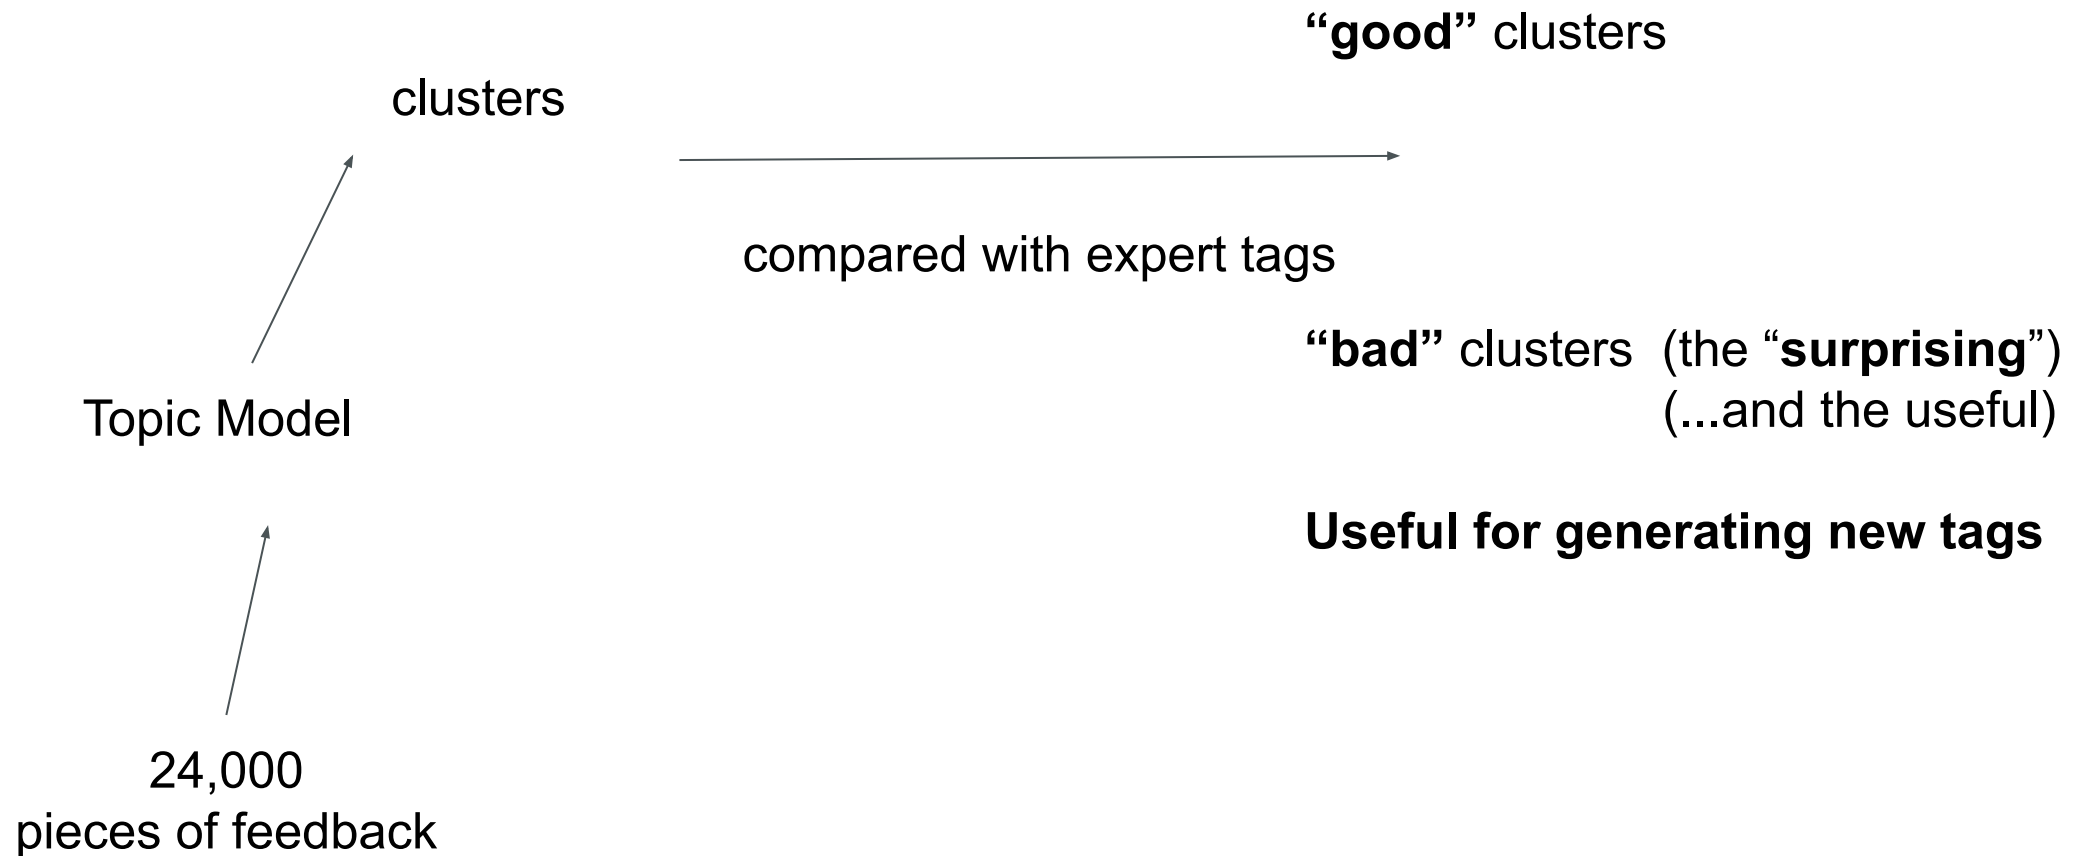 “good” clusters
clusters
compared with expert tags
“bad” clusters (the “surprising”)
(...and the useful)
Topic Model
Useful for generating new tags
24,000
pieces of feedback